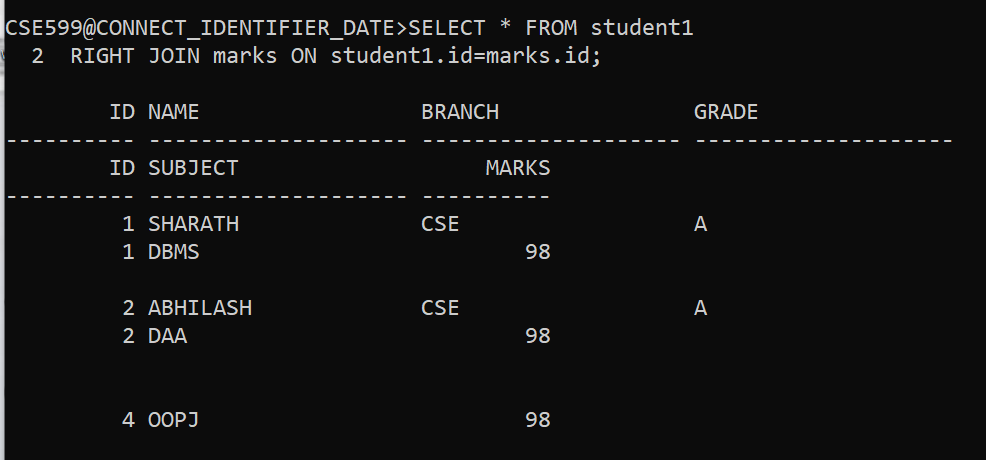 CSE599@CONNECT_IDENTIFIER_DATE>SELECT * FROM student1
  2  RIGHT JOIN marks ON student1.id=marks.id;

        ID NAME                 BRANCH               GRADE
---------- -------------------- -------------------- --------------------
        ID SUBJECT                   MARKS
---------- -------------------- ----------
         1 SHARATH              CSE                  A
         1 DBMS                         98

         2 ABHILASH             CSE                  A
         2 DAA                          98


         4 OOPJ                         98